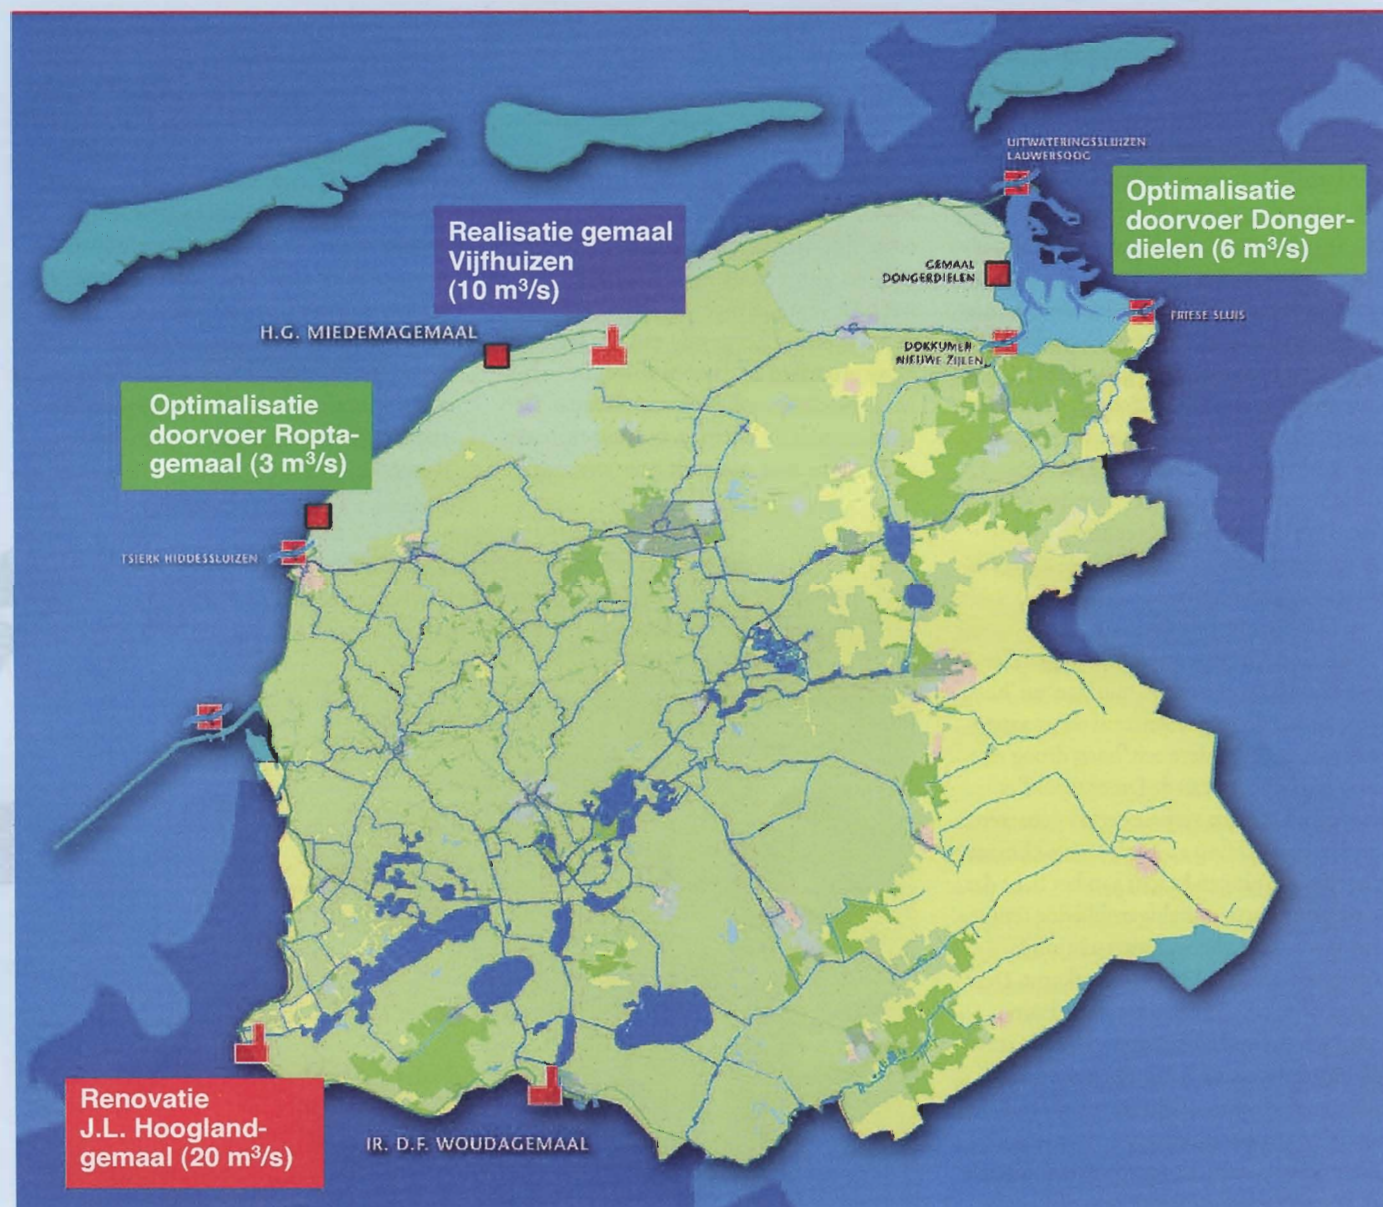 UITWATERINGSSLUIZEN
LAUWERSOOG
Optimalisatie
doorvoer Donger-
dielen (6 m³/s)
Realisatie gemaal
Vijfhuizen
(10 m³/s)
GEMAAL
DONGERDIELEN
FRIESE SLUIS
H.G. MIEDEMAGEMAAL
DOKKUMER
NIEUWE ZIJLEN
Optimalisatie
doorvoer Ropta-
gemaal (3 m³/s)
TSJERK HIDDESSLUIZEN
Renovatie
J.L. Hoogland-
gemaal (20 m³/s)
IR. D.F. WOUDAGEMAAL